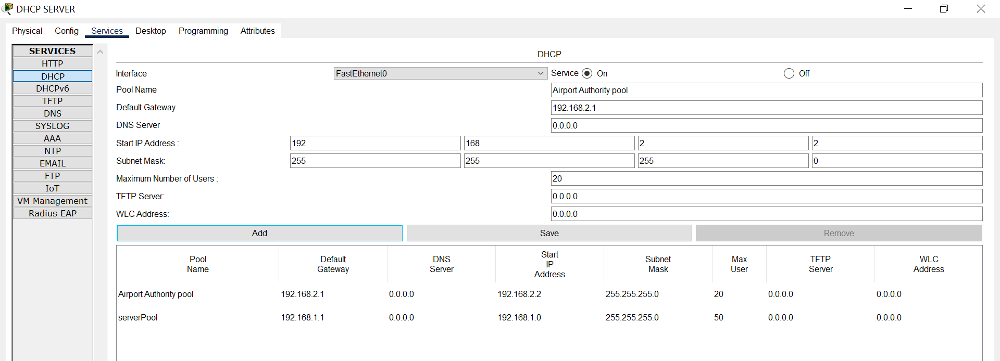 DHCP SERVER
Physical Config Services Desktop Programming Attributes
SERVICES
HTTP
DHCP
DHCPv6
TFTP
DNS
SYSLOG
AAA
NTP
EMAIL
FTP
IoT
VM Management
Radius EAP
DHCP
Interface FastEthernet0 Service On Off
Pool Name Airport Authority pool
Default Gateway 192.168.2.1
DNS Server 0.0.0.0
Start IP Address : 192 168 2 2
Subnet Mask: 255 255 255 0
Maximum Number of Users : 20
TFTP Server: 0.0.0.0
WLC Address: 0.0.0.0
Add Save Remove
Pool Name Default Gateway DNS Server Start IP Address Subnet Mask Max User TFTP Server WLC Address
Airport Authority pool 192.168.2.1 0.0.0.0 192.168.2.2 255.255.255.0 20 0.0.0.0 0.0.0.0
serverPool 192.168.1.1 0.0.0.0 192.168.1.0 255.255.255.0 50 0.0.0.0 0.0.0.0